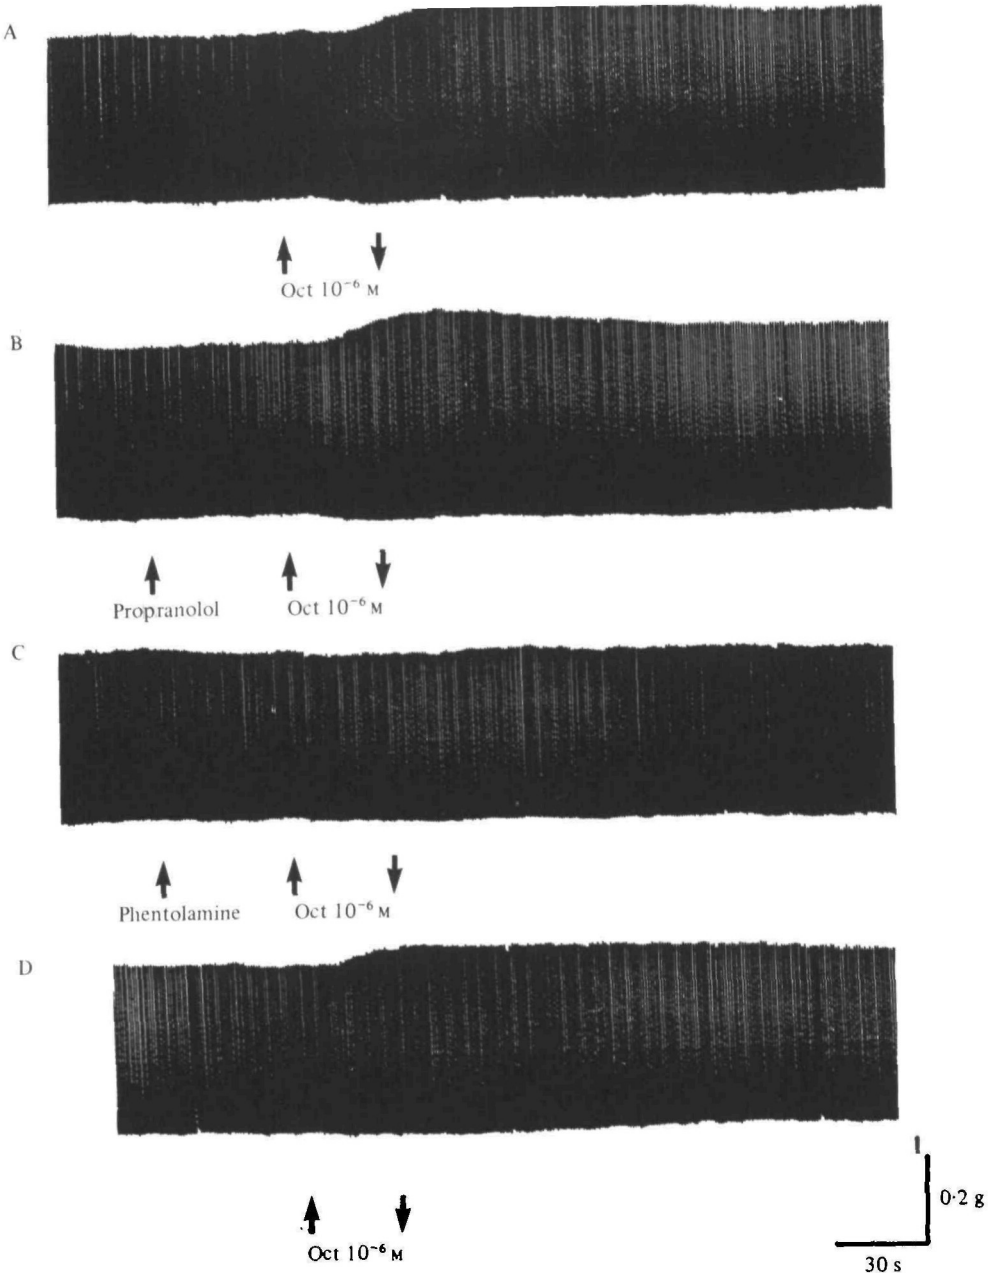 A
Oct 10⁻⁶ M
B
Propranolol Oct 10⁻⁶ M
C
Phentolamine Oct 10⁻⁶ M
D
Oct 10⁻⁶ M
0·2 g
30 s